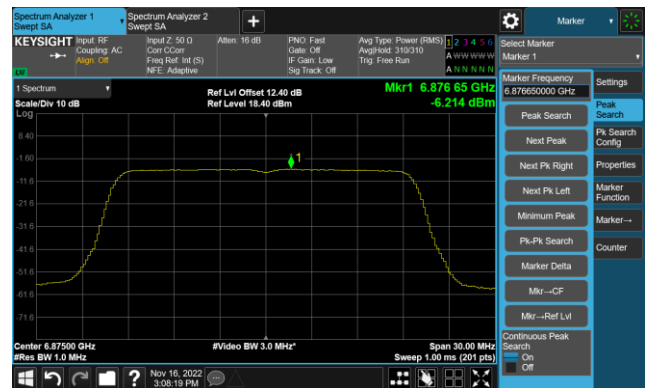 Spectrum Analyzer 1
Swept SA
Spectrum Analyzer 2
Swept SA
Marker
KEYSIGHT
Input: RF
Coupling: AC
Align: Off
Input Z: 50 Ω
Corr CCorr
Freq Ref: Int (S)
NFE: Adaptive
Atten: 16 dB
PNO: Fast
Gate: Off
IF Gain: Low
Sig Track: Off
Avg Type: Power (RMS)
Avg|Hold: 310/310
Trig: Free Run
1 2 3 4 5 6
A W W W W W
A N N N N N
Select Marker
Marker 1
1 Spectrum
Scale/Div 10 dB
Log
Ref Lvl Offset 12.40 dB
Ref Level 18.40 dBm
Mkr1 6.876 65 GHz
-6.214 dBm
8.40
-1.60
-11.6
-21.6
-31.6
-41.6
-51.6
-61.6
-71.6
1
Center 6.87500 GHz
#Res BW 1.0 MHz
#Video BW 3.0 MHz*
Span 30.00 MHz
Sweep 1.00 ms (201 pts)
Marker Frequency
6.876650000 GHz
Peak Search
Next Peak
Next Pk Right
Next Pk Left
Minimum Peak
Pk-Pk Search
Marker Delta
Mkr→CF
Mkr→Ref Lvl
Continuous Peak
Search
On
Off
Settings
Peak
Search
Pk Search
Config
Properties
Marker
Function
Marker→
Counter
Nov 16, 2022
3:08:19 PM